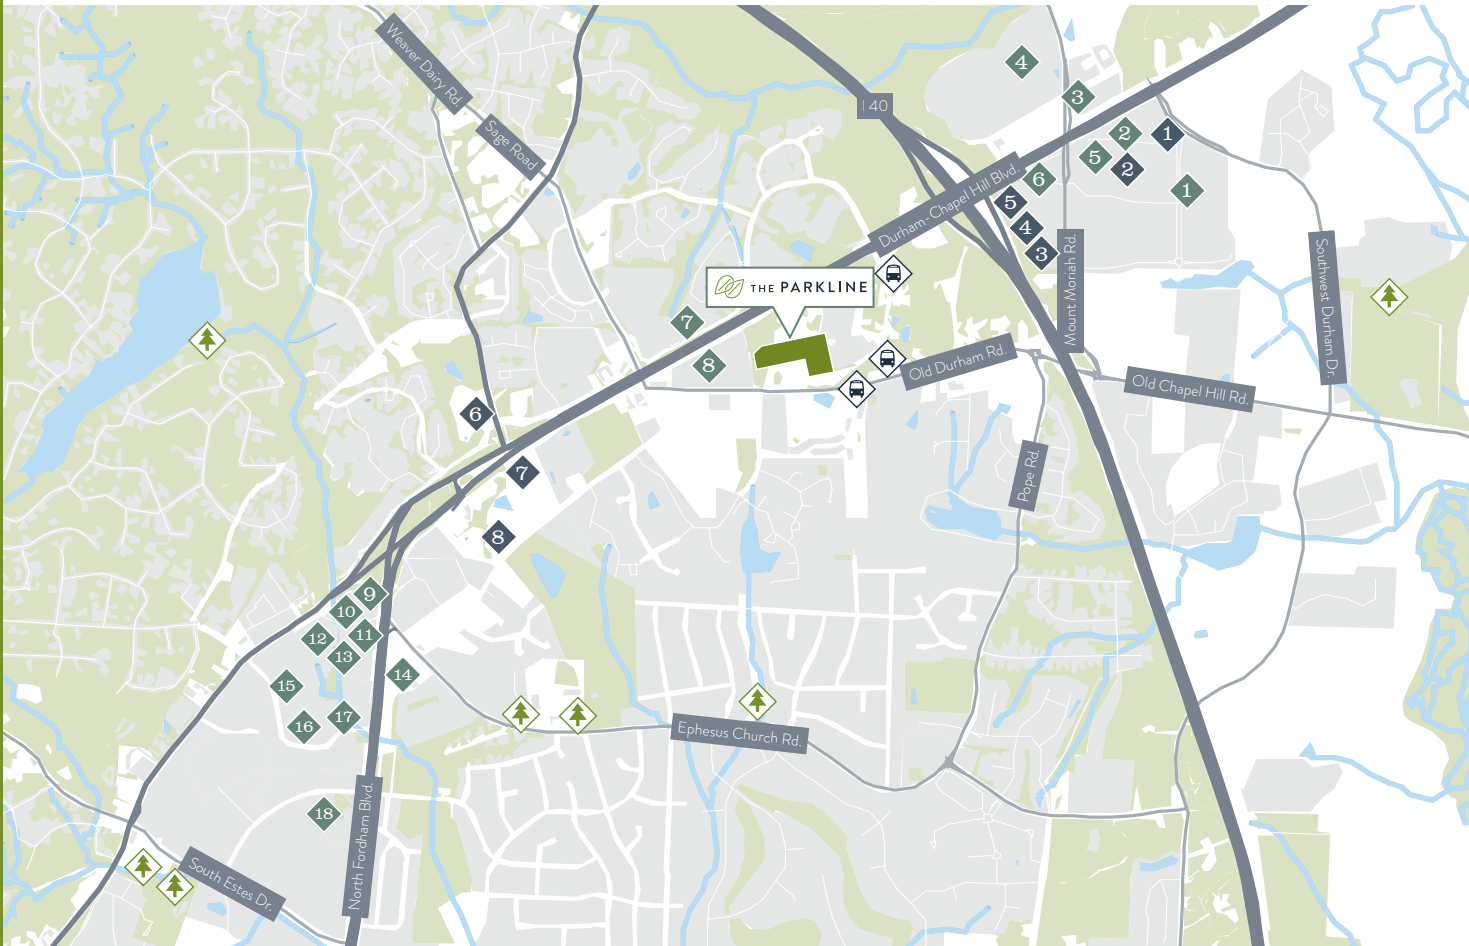 Weaver Dairy Rd.
Sage Road
I 40
4
3
2
1
5
2
6
1
5
4
3
Durham-Chapel Hill Blvd.
Mount Moriah Rd.
Southwest Durham Dr.
THE PARKLINE
7
8
Old Durham Rd.
Old Chapel Hill Rd.
6
7
Pope Rd.
8
9
10
11
12
13
14
15
16
17
Ephesus Church Rd.
18
North Fordham Blvd.
South Estes Dr.